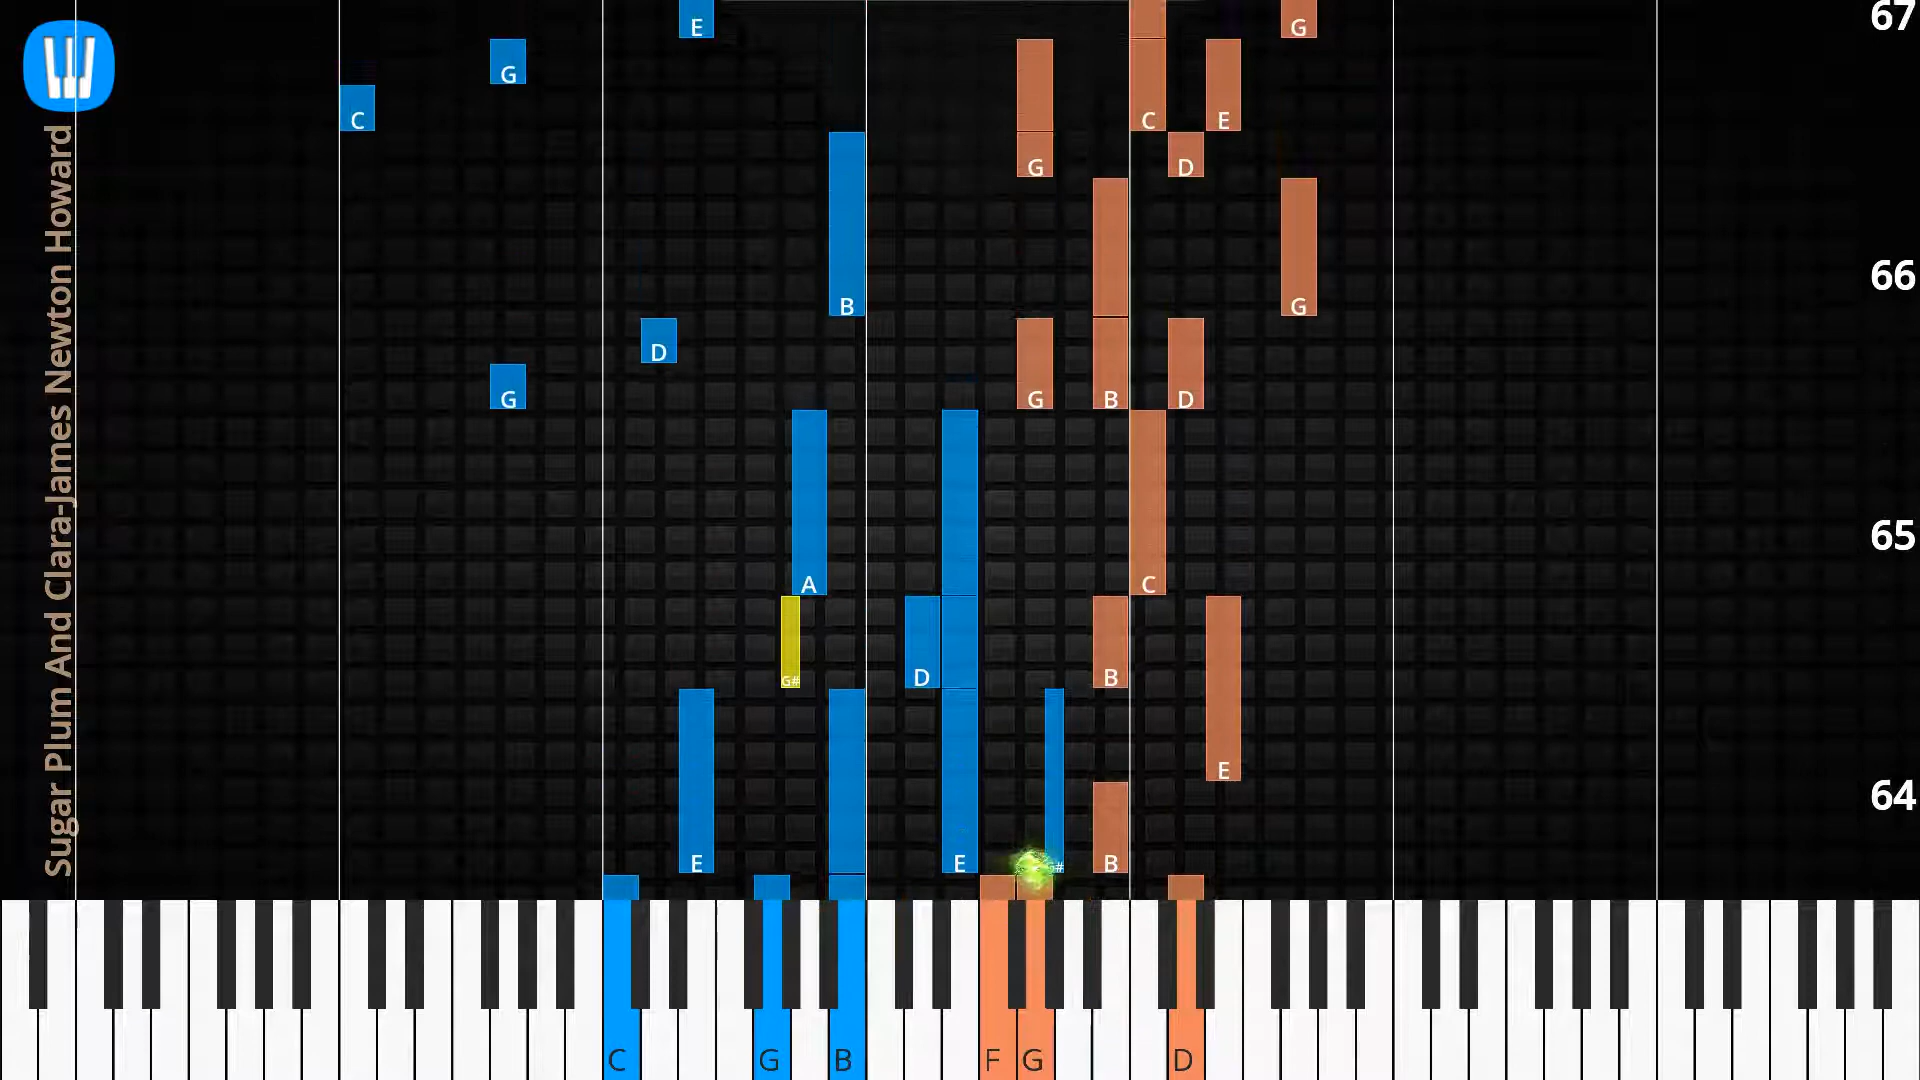 Sugar Plum And Clara-James Newton Howard
E G 67
G
C C E
G D
B G 66
D
G G B D
65
A C
G# D B
E
64
E E G# B
C G B F G D